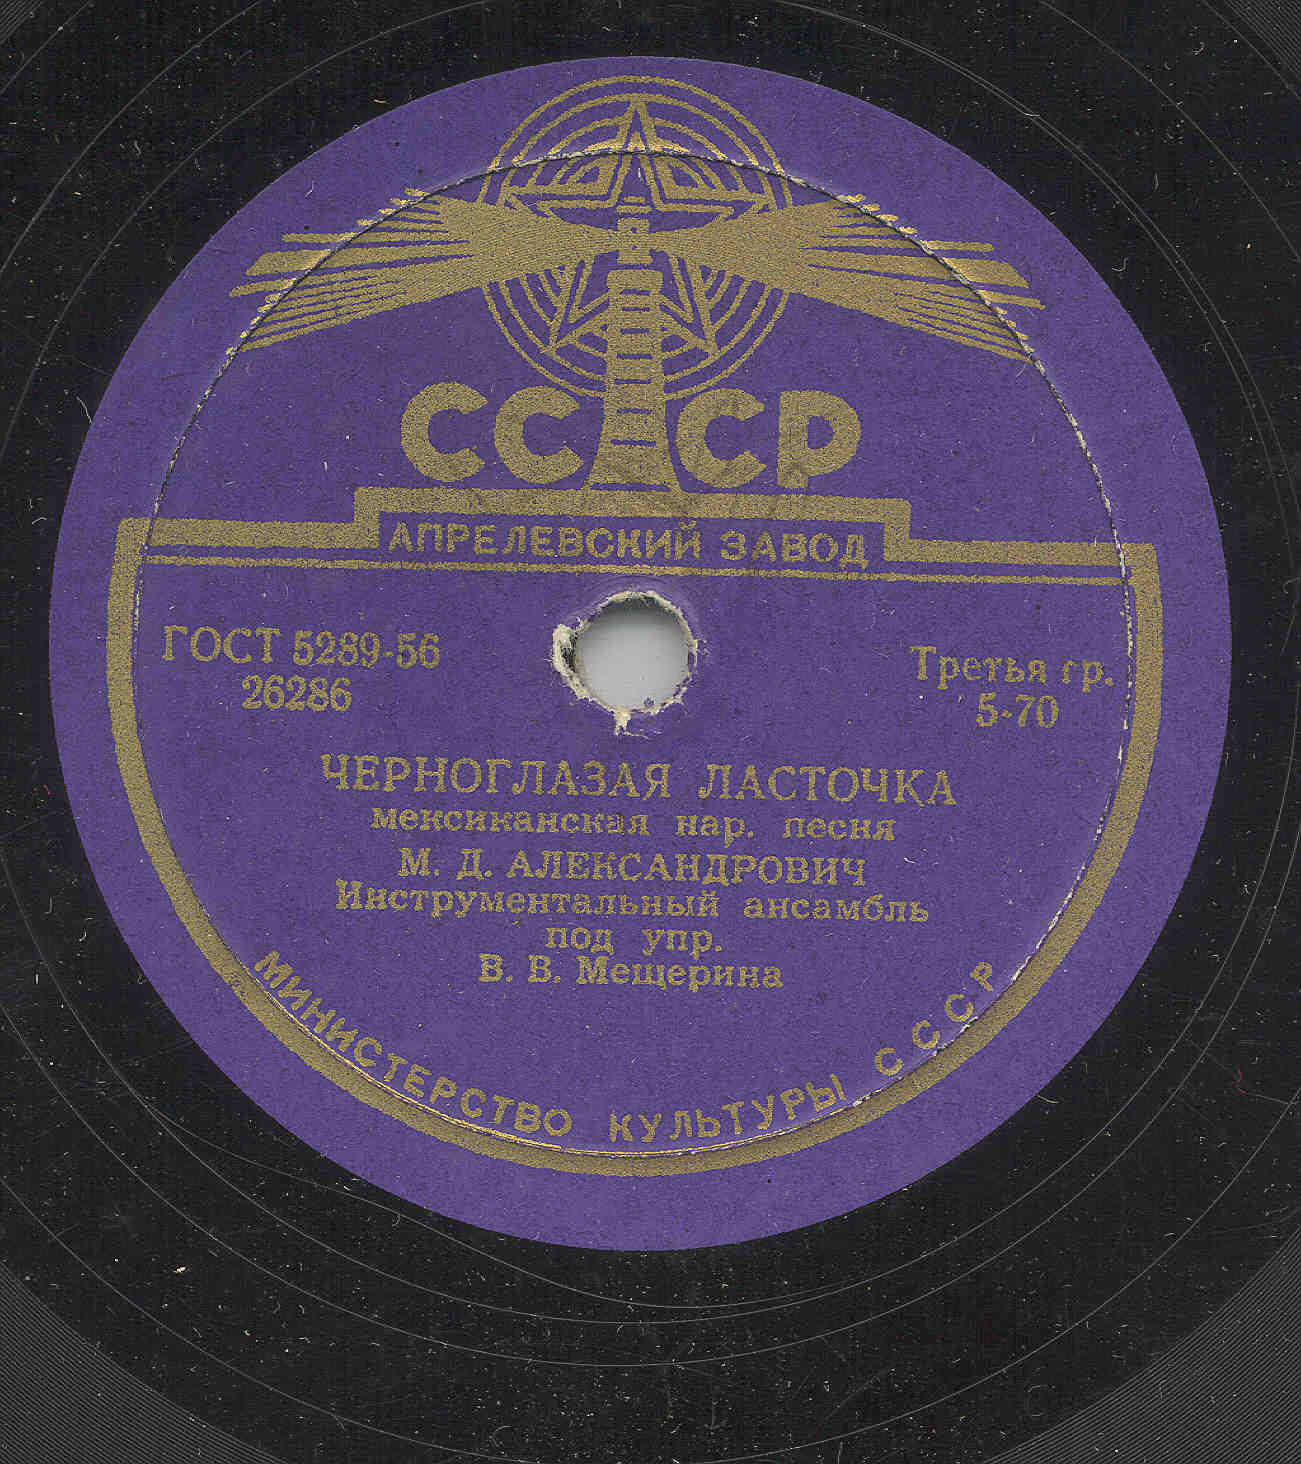 СССР
АПРЕЛЕВСКИЙ ЗАВОД
ГОСТ 5289-56
26286
Третья гр.
5-70
ЧЕРНОГЛАЗАЯ ЛАСТОЧКА
мексиканская нар. песня
М. Д. АЛЕКСАНДРОВИЧ
Инструментальный ансамбль
под упр.
В. В. Мещерина
МИНИСТЕРСТВО КУЛЬТУРЫ СССР